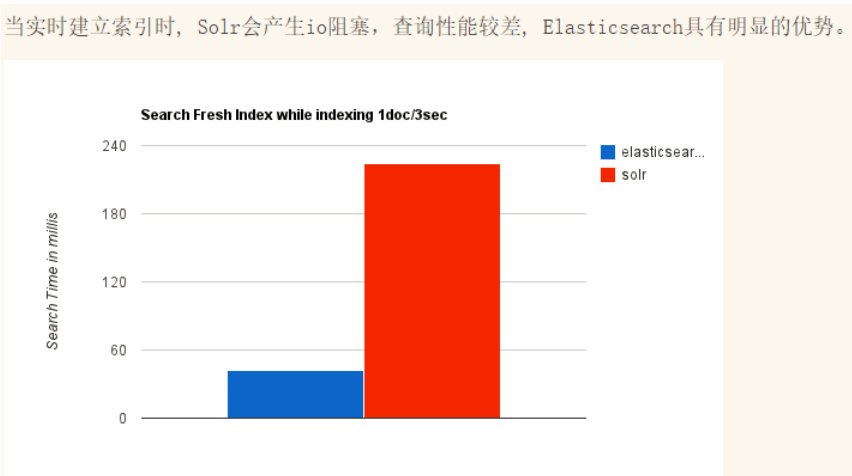 当实时建立索引时, Solr会产生io阻塞，查询性能较差, Elasticsearch具有明显的优势。
Search Fresh Index while indexing 1doc/3sec
240
180
120
60
0
Search Time in millis
elasticsear...
solr